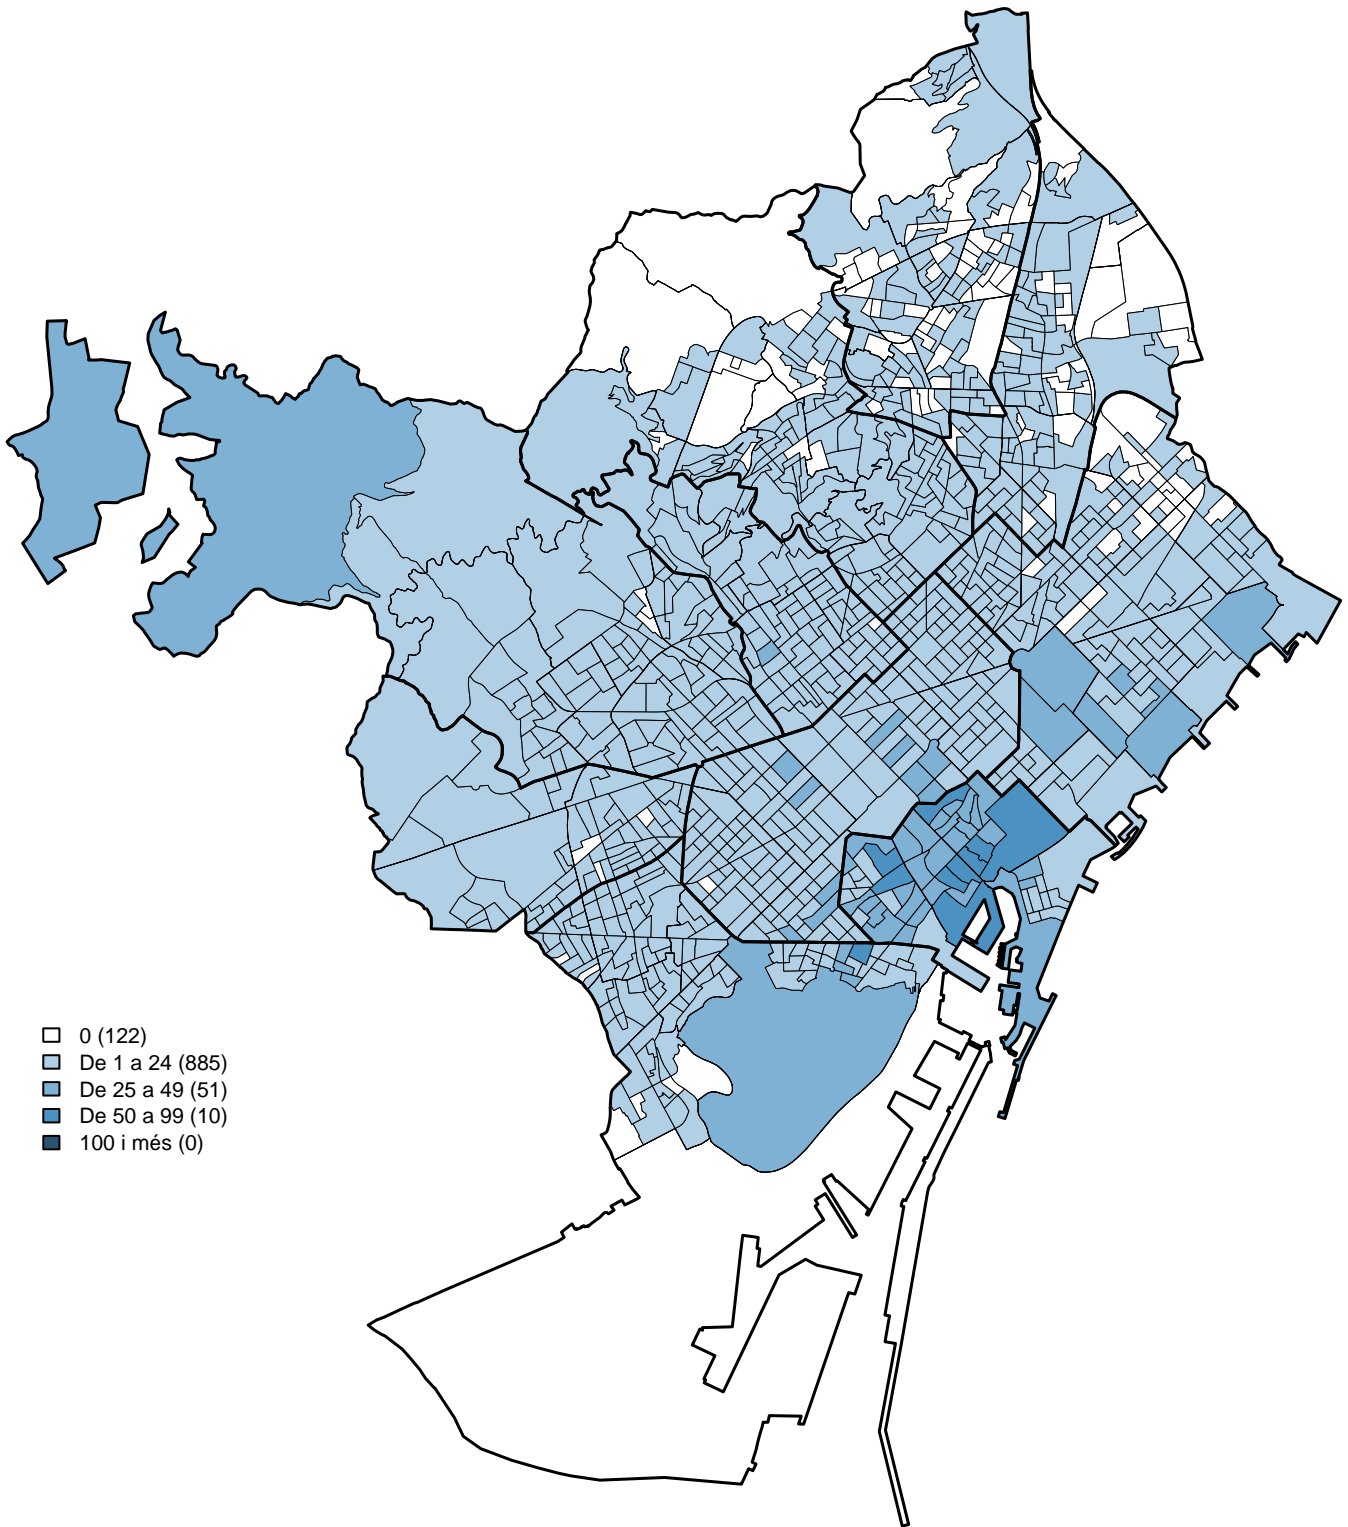 0 (122)
De 1 a 24 (885)
De 25 a 49 (51)
De 50 a 99 (10)
100 i més (0)